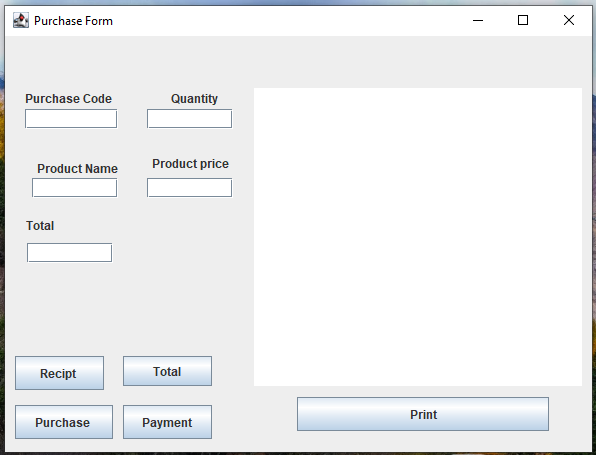 Purchase Form
Purchase Code
Quantity
Product Name
Product price
Total
Recipt
Total
Purchase
Payment
Print